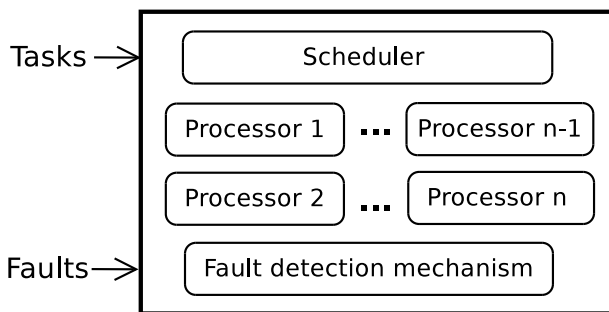 Tasks
Scheduler
Processor 1 ... Processor n-1
Processor 2 ... Processor n
Faults
Fault detection mechanism